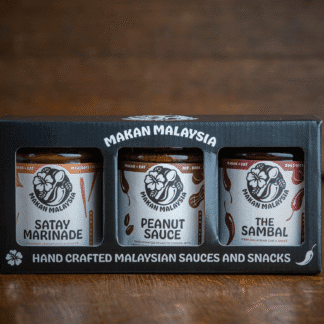 MAKAN MALAYSIA
MAKAN MALAYSIA
SATAY
MARINADE
MAKAN MALAYSIA
PEANUT
SAUCE
MAKAN MALAYSIA
THE
SAMBAL
HAND CRAFTED MALAYSIAN SAUCES AND SNACKS